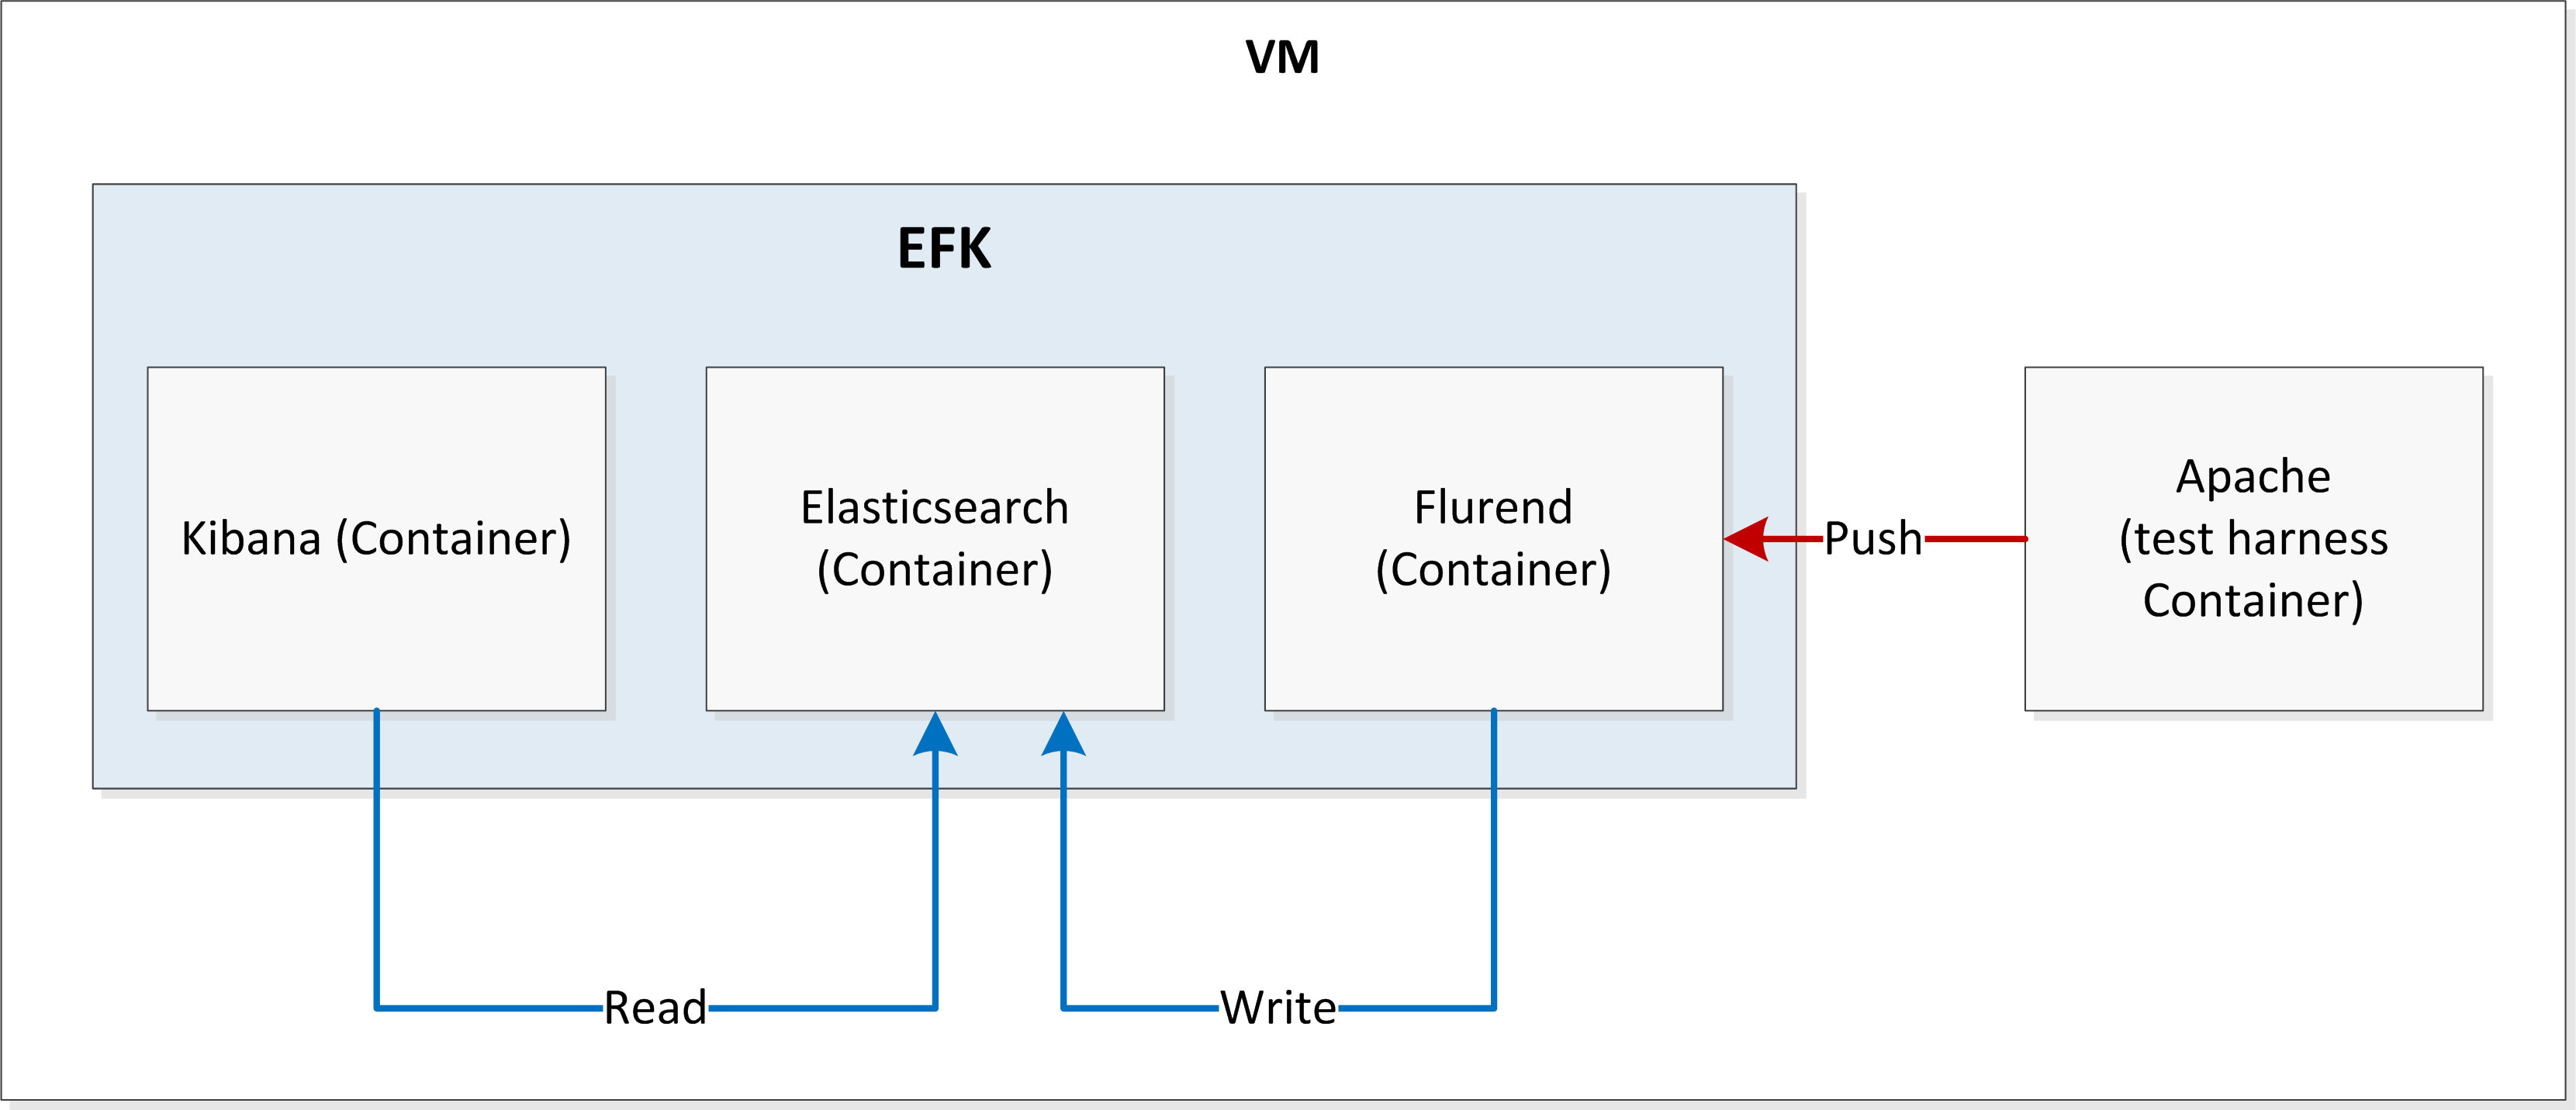 VM
EFK
Kibana (Container)
Elasticsearch
(Container)
Flurend
(Container)
Push
Apache
(test harness
Container)
Read
Write